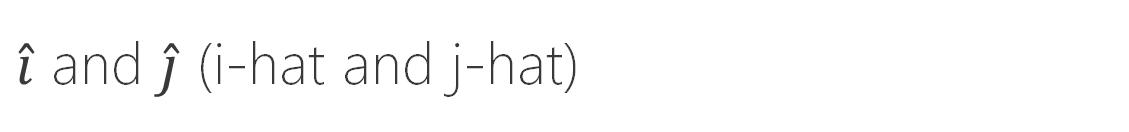 î and ĵ (i-hat and j-hat)